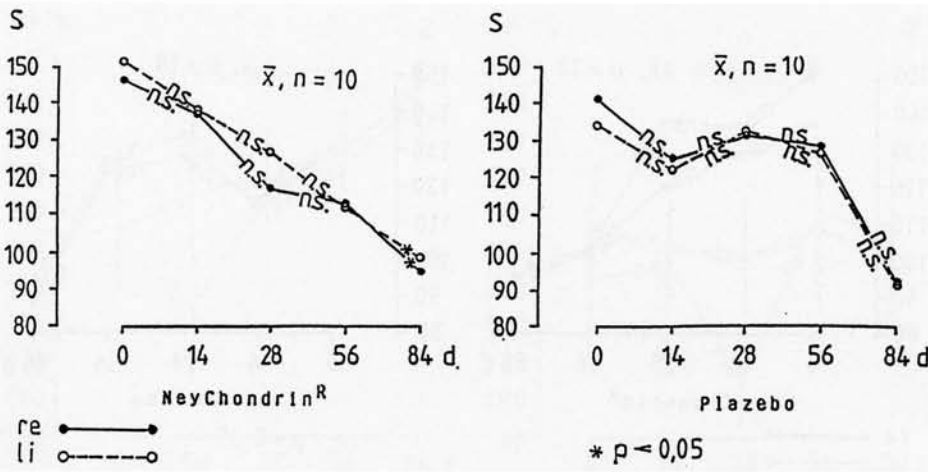 S
150
140
130
120
110
100
90
80
x̄, n = 10
n.s.
n.s.
n.s.
n.s.
n.s.
n.s.
*
*
0 14 28 56 84 d.
NeyChondrinᴿ
re
li
S
150
140
130
120
110
100
90
80
x̄, n = 10
n.s.
n.s.
n.s.
n.s.
n.s.
n.s.
n.s.
n.s.
0 14 28 56 84 d
Plazebo
* p < 0,05